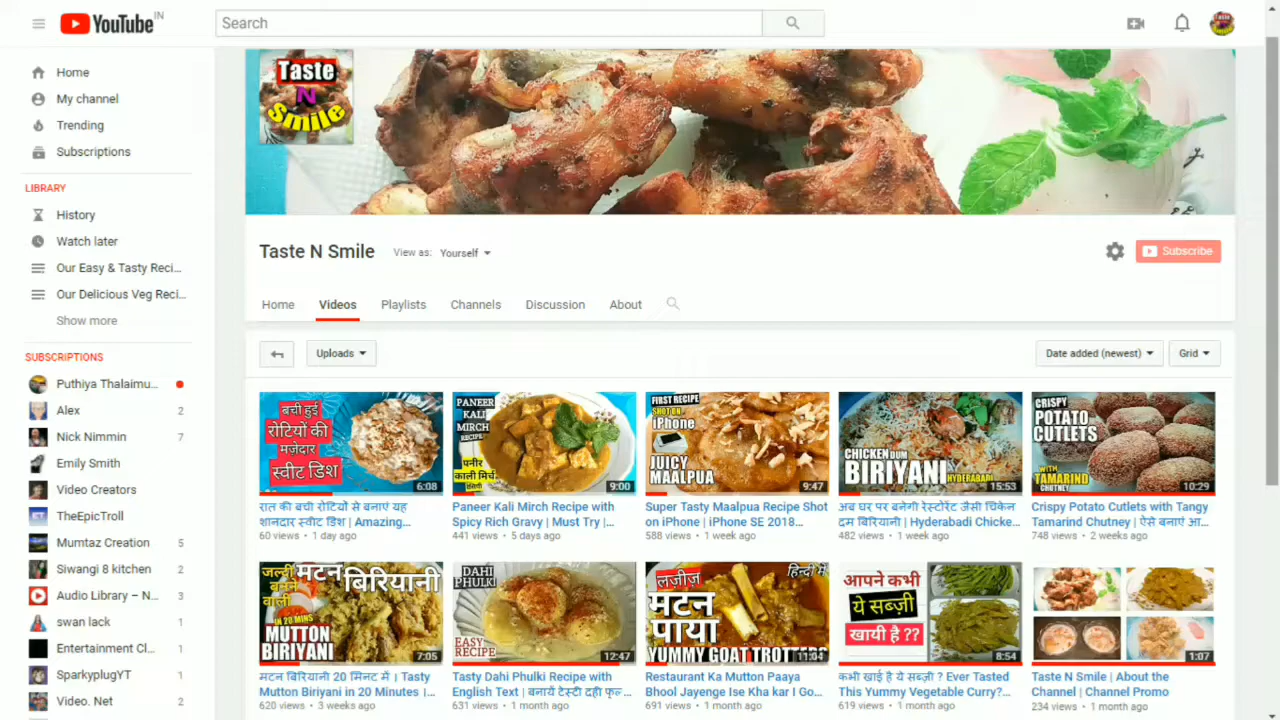 YouTube IN
Search
Home
My channel
Trending
Subscriptions
LIBRARY
History
Watch later
Our Easy & Tasty Reci...
Our Delicious Veg Reci...
Show more
SUBSCRIPTIONS
Puthiya Thalaimu...
Alex 2
Nick Nimmin 7
Emily Smith
Video Creators
TheEpicTroll
Mumtaz Creation 5
Siwangi 8 kitchen 2
Audio Library – N... 3
swan lack 1
Entertainment Cl... 1
SparkyplugYT 1
Video. Net 2
Taste
N
Smile
Taste N Smile View as: Yourself
Subscribe
Home Videos Playlists Channels Discussion About
Uploads
Date added (newest) Grid
बची हुई
रोटियों की
मज़ेदार
स्वीट डिश
6:08
रात की बची रोटियों से बनाएं यह
शानदार स्वीट डिश | Amazing...
60 views • 1 day ago
PANEER
KALI
MIRCH
RECIPE
पनीर
काली मिर्च
9:00
Paneer Kali Mirch Recipe with
Spicy Rich Gravy | Must Try |...
441 views • 5 days ago
FIRST RECIPE
SHOT ON
iPhone
JUICY
MAALPUA
9:47
Super Tasty Maalpua Recipe Shot
on iPhone | iPhone SE 2018...
588 views • 1 week ago
CHICKEN DUM
BIRIYANI HYDERABADI
15:53
अब घर पर बनेगी रेस्टोरेंट जैसी चिकेन
दम बिरियानी | Hyderabadi Chicke...
482 views • 1 week ago
CRISPY
POTATO
CUTLETS
WITH
TAMARIND
CHUTNEY
10:29
Crispy Potato Cutlets with Tangy
Tamarind Chutney | ऐसे बनाएं आ...
748 views • 2 weeks ago
जल्दी
बनने
वाली
मटन बिरियानी
IN 20 MINS
MUTTON
BIRIYANI
7:05
मटन बिरियानी 20 मिनट में । Tasty
Mutton Biriyani in 20 Minutes |...
620 views • 3 weeks ago
DAHI
PHULKI
EASY
RECIPE
12:47
Tasty Dahi Phulki Recipe with
English Text | बनायें टेस्टी दही फुल्...
631 views • 1 month ago
लजीज़
हिन्दी में
मटन
पाया
YUMMY GOAT TROTTERS
11:04
Restaurant Ka Mutton Paaya
Bhool Jayenge Ise Kha kar I Go...
691 views • 1 month ago
आपने कभी
ये सब्ज़ी
खायी है ??
8:54
कभी खाई है ये सब्ज़ी ? Ever Tasted
This Yummy Vegetable Curry?...
619 views • 1 month ago
1:07
Taste N Smile | About the
Channel | Channel Promo
234 views • 1 month ago